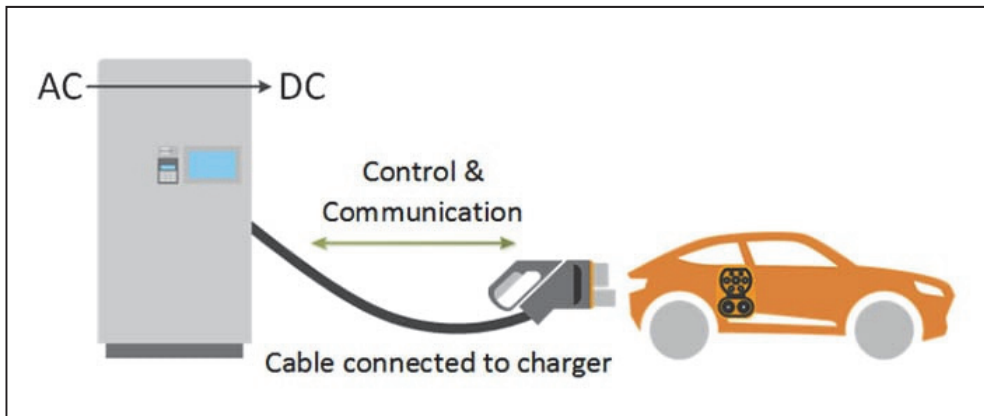 AC
DC
Control &
Communication
Cable connected to charger